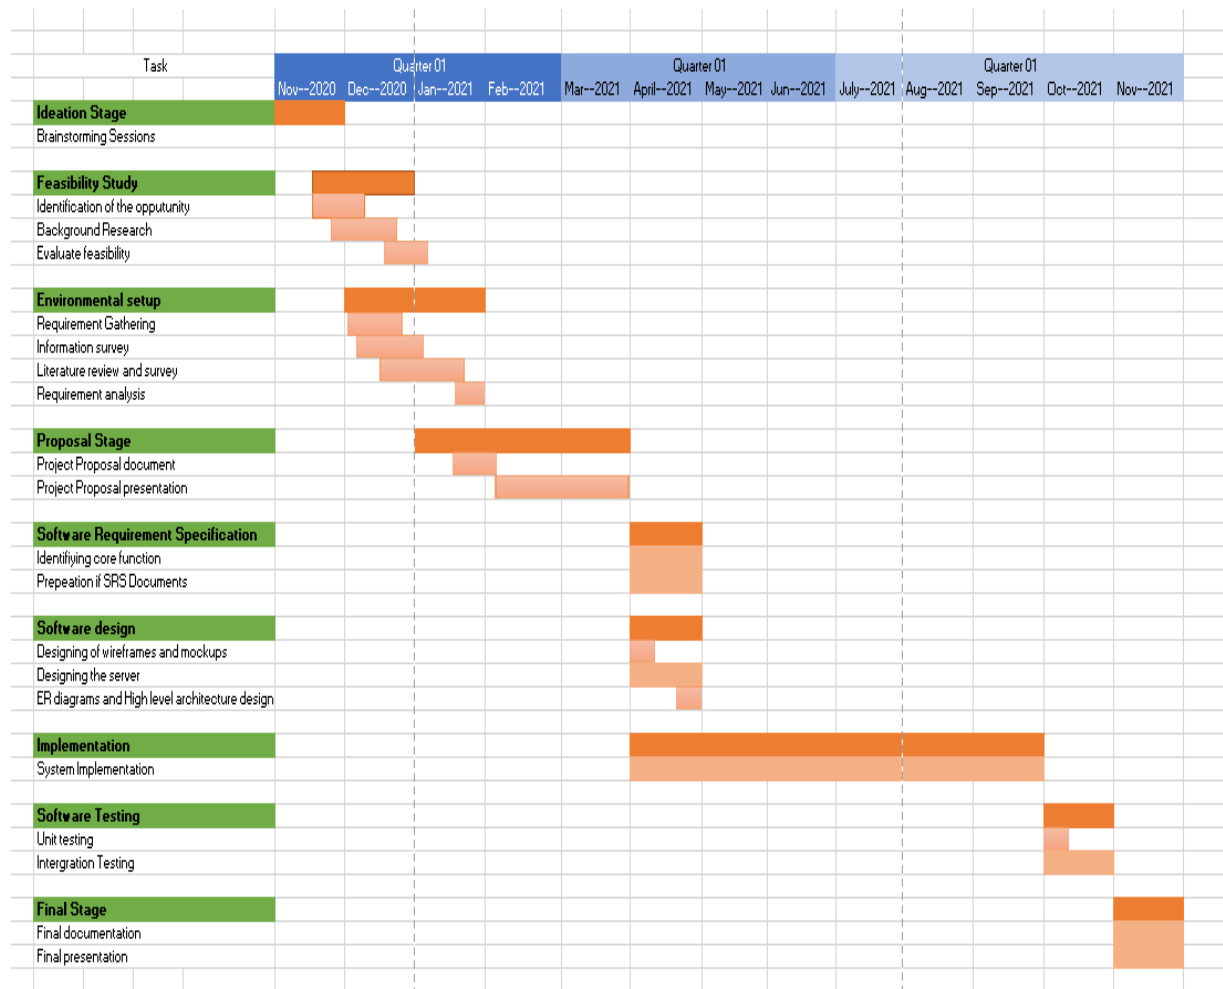 Task Quarter 01 Quarter 01 Quarter 01
Nov--2020 Dec--2020 Jan--2021 Feb--2021 Mar--2021 April--2021 May--2021 Jun--2021 July--2021 Aug--2021 Sep--2021 Oct--2021 Nov--2021
Ideation Stage
Brainstorming Sessions
Feasibility Study
Identification of the opputunity
Background Research
Evaluate feasibility
Environmental setup
Requirement Gathering
Information survey
Literature review and survey
Requirement analysis
Proposal Stage
Project Proposal document
Project Proposal presentation
Software Requirement Specification
Identifiying core function
Prepeation if SRS Documents
Software design
Designing of wireframes and mockups
Designing the server
ER diagrams and High level architecture design
Implementation
System Implementation
Software Testing
Unit testing
Intergration Testing
Final Stage
Final documentation
Final presentation